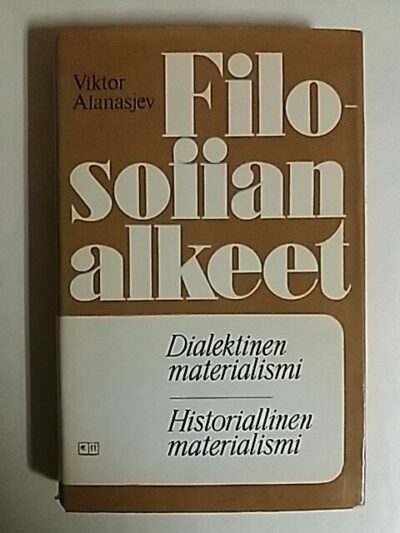 Viktor
Afanasjev
Filo-
sofian
alkeet
Dialektinen
materialismi
Historiallinen
materialismi